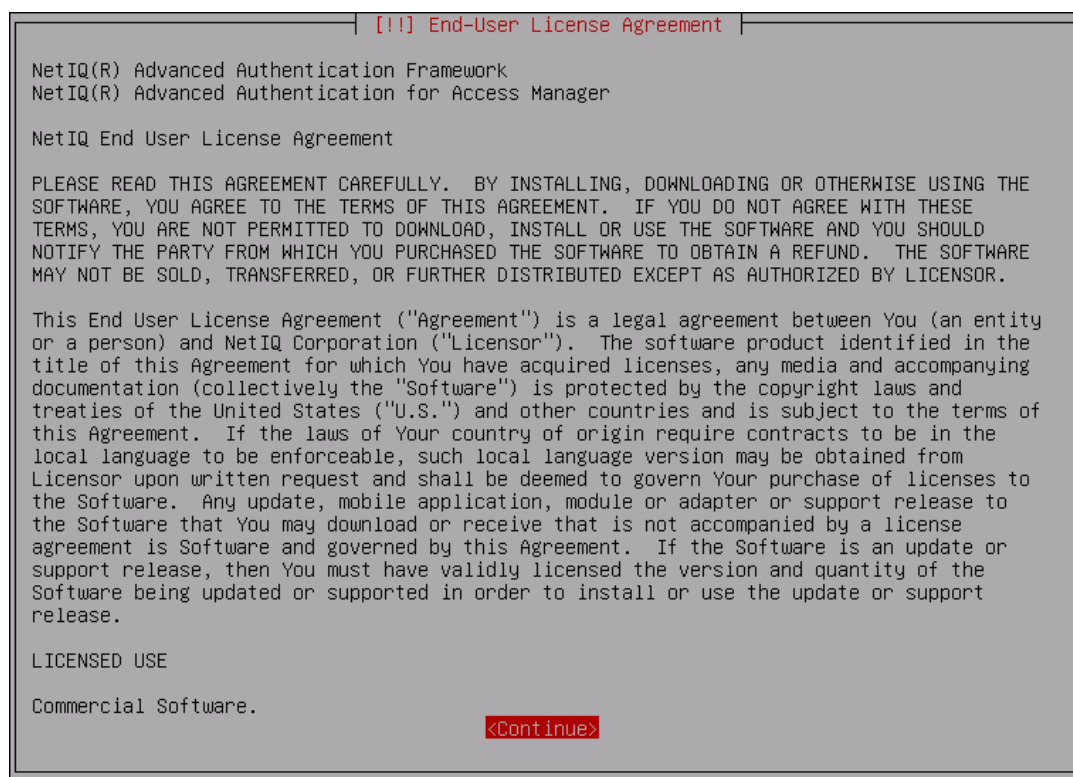 [!!] End-User License Agreement
NetIQ(R) Advanced Authentication Framework
NetIQ(R) Advanced Authentication for Access Manager
NetIQ End User License Agreement
PLEASE READ THIS AGREEMENT CAREFULLY.  BY INSTALLING, DOWNLOADING OR OTHERWISE USING THE
SOFTWARE, YOU AGREE TO THE TERMS OF THIS AGREEMENT.  IF YOU DO NOT AGREE WITH THESE
TERMS, YOU ARE NOT PERMITTED TO DOWNLOAD, INSTALL OR USE THE SOFTWARE AND YOU SHOULD
NOTIFY THE PARTY FROM WHICH YOU PURCHASED THE SOFTWARE TO OBTAIN A REFUND.  THE SOFTWARE
MAY NOT BE SOLD, TRANSFERRED, OR FURTHER DISTRIBUTED EXCEPT AS AUTHORIZED BY LICENSOR.
This End User License Agreement ("Agreement") is a legal agreement between You (an entity
or a person) and NetIQ Corporation ("Licensor").  The software product identified in the
title of this Agreement for which You have acquired licenses, any media and accompanying
documentation (collectively the "Software") is protected by the copyright laws and
treaties of the United States ("U.S.") and other countries and is subject to the terms of
this Agreement.  If the laws of Your country of origin require contracts to be in the
local language to be enforceable, such local language version may be obtained from
Licensor upon written request and shall be deemed to govern Your purchase of licenses to
the Software.  Any update, mobile application, module or adapter or support release to
the Software that You may download or receive that is not accompanied by a license
agreement is Software and governed by this Agreement.  If the Software is an update or
support release, then You must have validly licensed the version and quantity of the
Software being updated or supported in order to install or use the update or support
release.
LICENSED USE
Commercial Software.
<Continue>